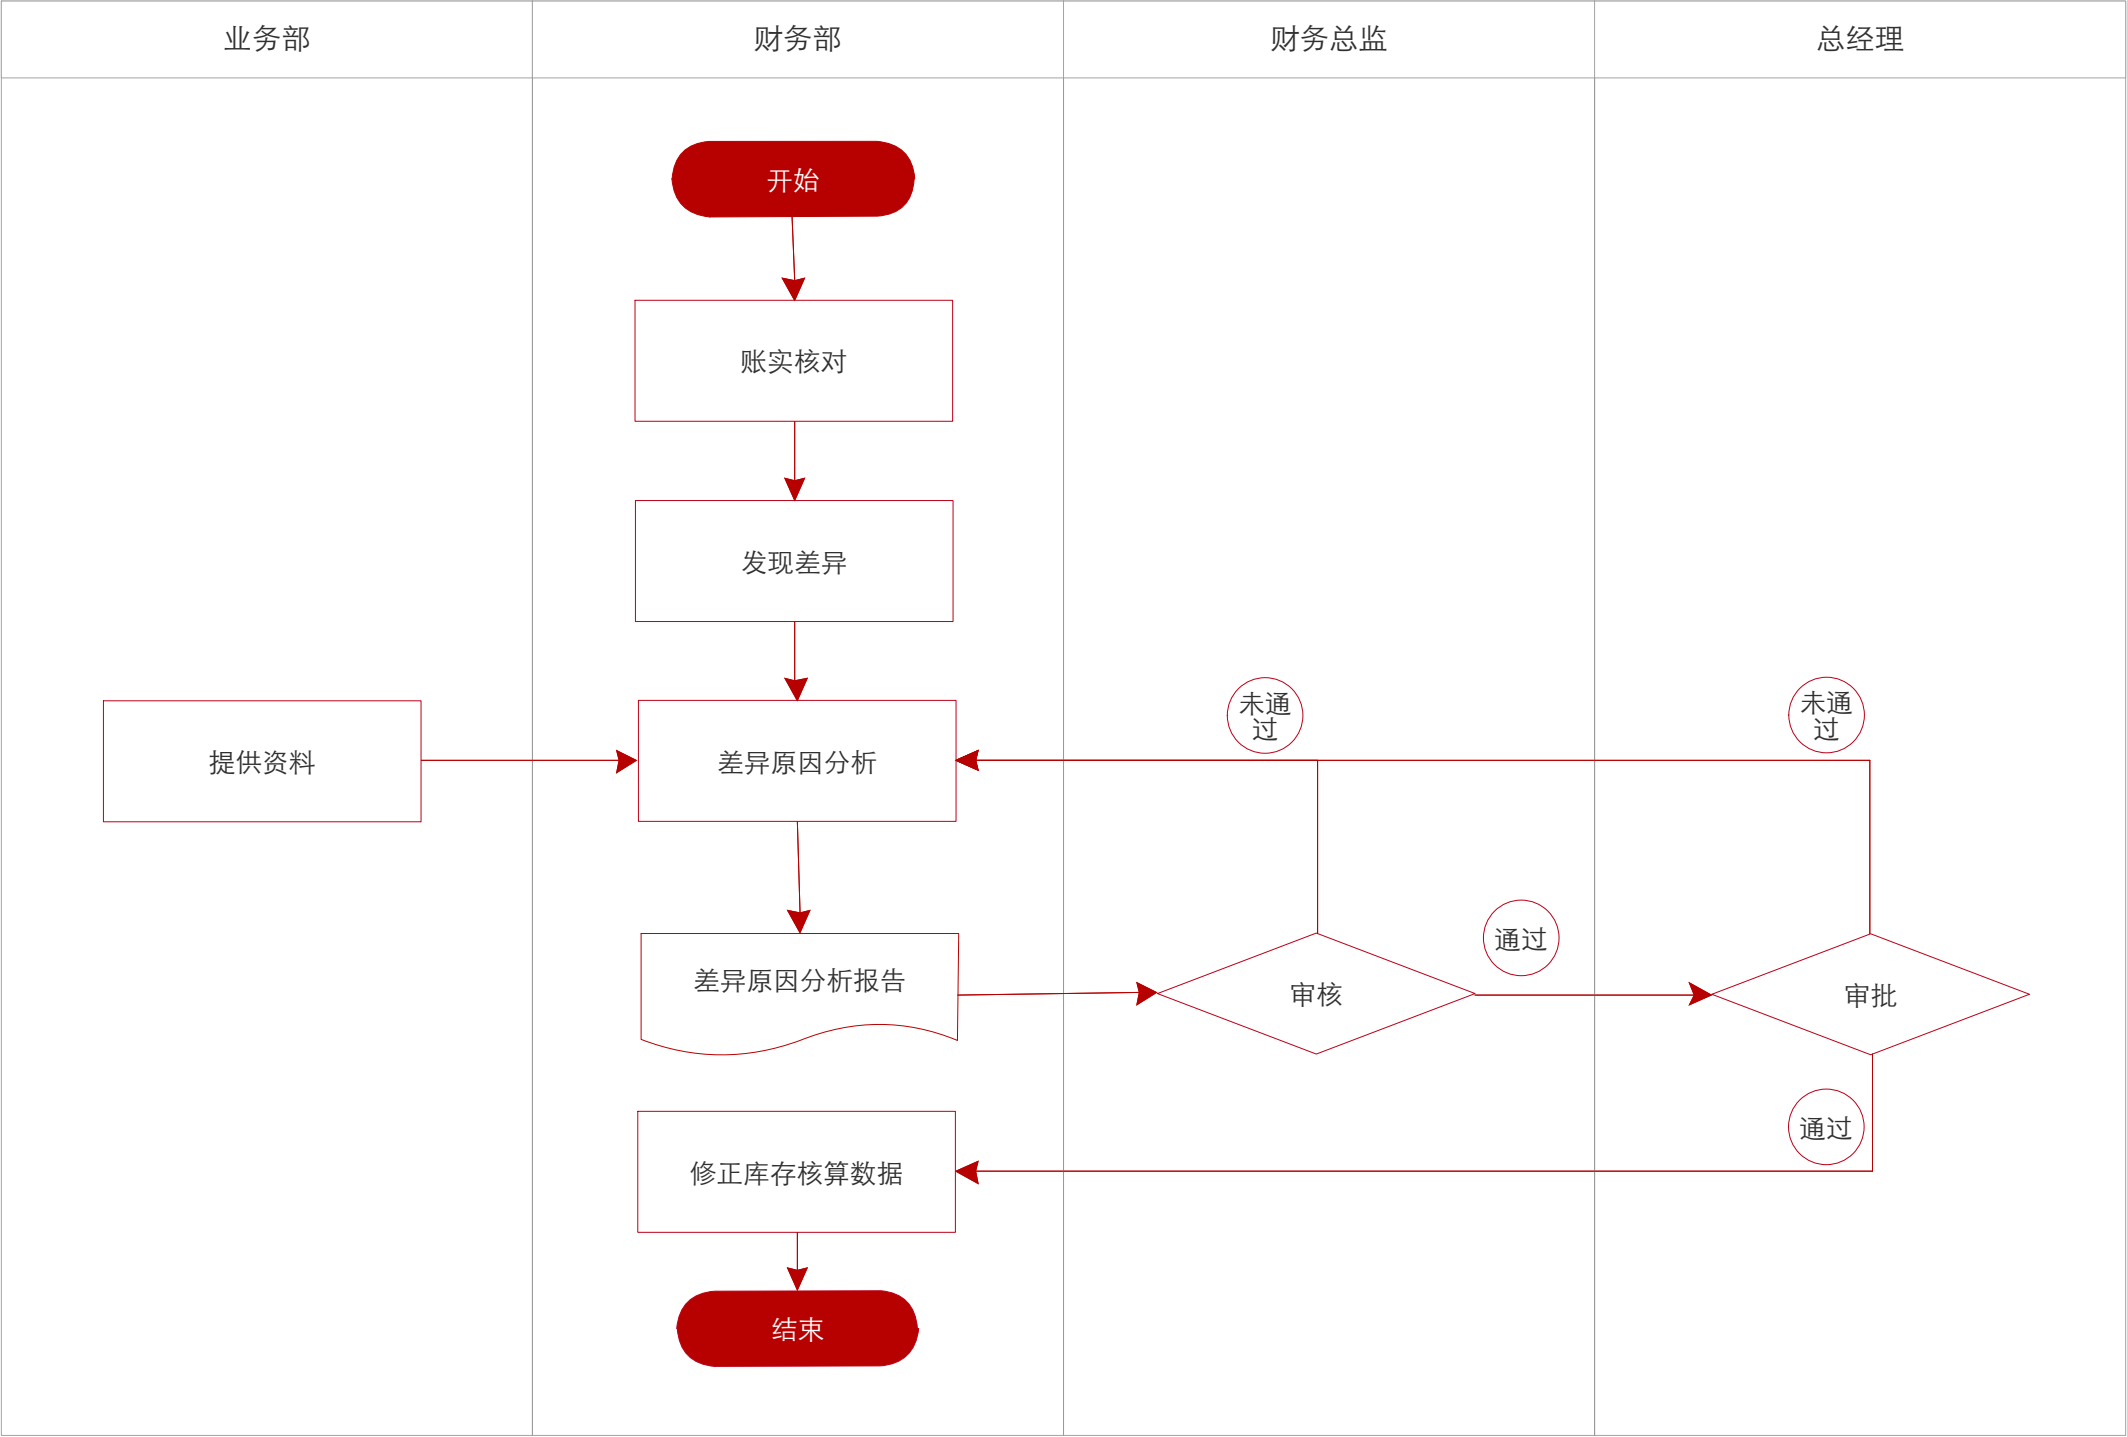 业务部
财务部
财务总监
总经理
开始
账实核对
发现差异
未通
过
未通
过
提供资料
差异原因分析
通过
差异原因分析报告
审核
审批
通过
修正库存核算数据
结束